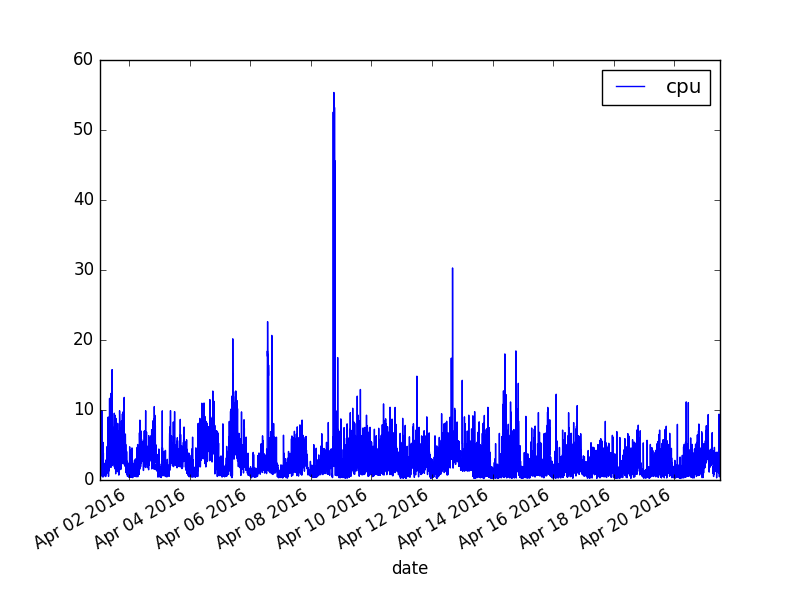 60
50
40
30
20
10
0
cpu
Apr 02 2016
Apr 04 2016
Apr 06 2016
Apr 08 2016
Apr 10 2016
Apr 12 2016
Apr 14 2016
Apr 16 2016
Apr 18 2016
Apr 20 2016
date